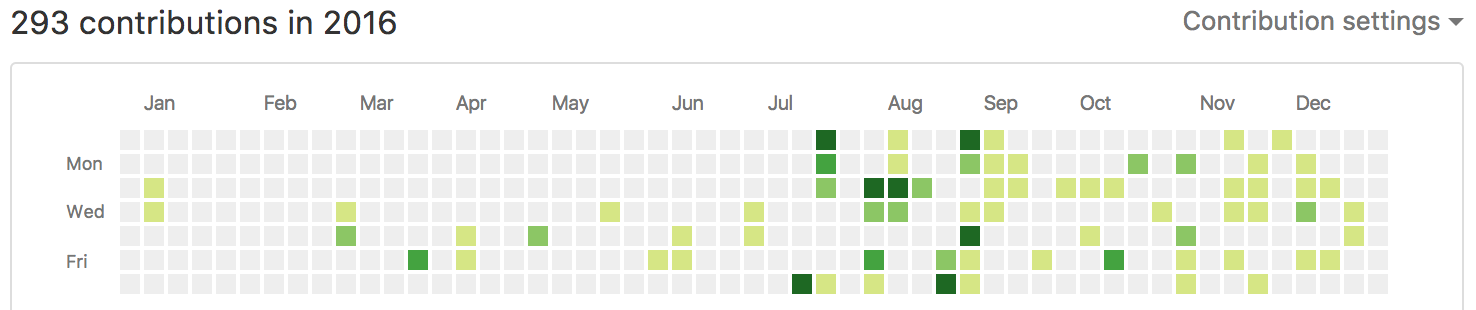 293 contributions in 2016
Contribution settings
Jan Feb Mar Apr May Jun Jul Aug Sep Oct Nov Dec
Mon
Wed
Fri